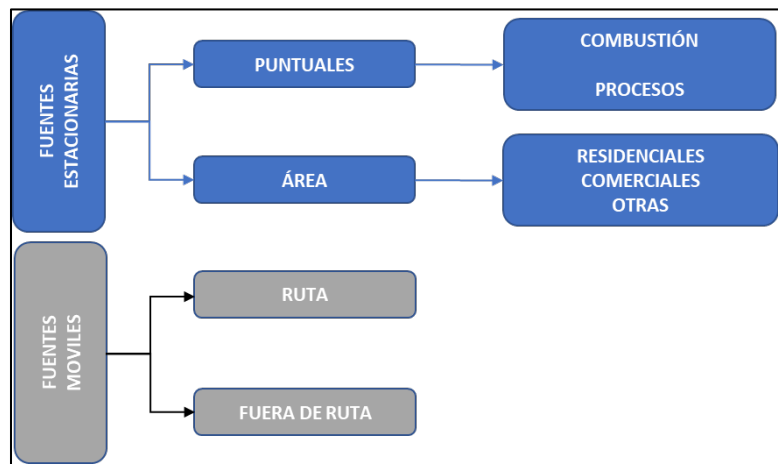 FUENTES
ESTACIONARIAS
PUNTUALES
COMBUSTIÓN
PROCESOS
ÁREA
RESIDENCIALES
COMERCIALES
OTRAS
FUENTES
MOVILES
RUTA
FUERA DE RUTA